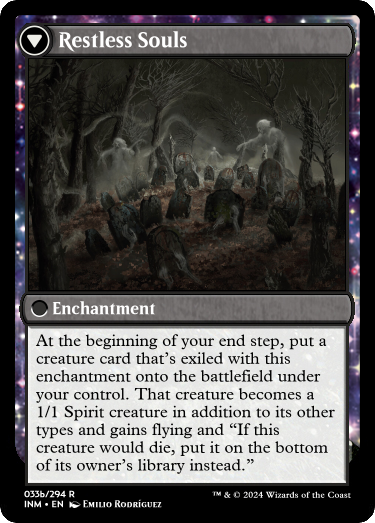 Restless Souls
Enchantment
At the beginning of your end step, put a
creature card that's exiled with this
enchantment onto the battlefield under
your control. That creature becomes a
1/1 Spirit creature in addition to its other
types and gains flying and “If this
creature would die, put it on the bottom
of its owner's library instead.”
033b/294 R
INM • EN Emilio Rodríguez
™ & © 2024 Wizards of the Coast